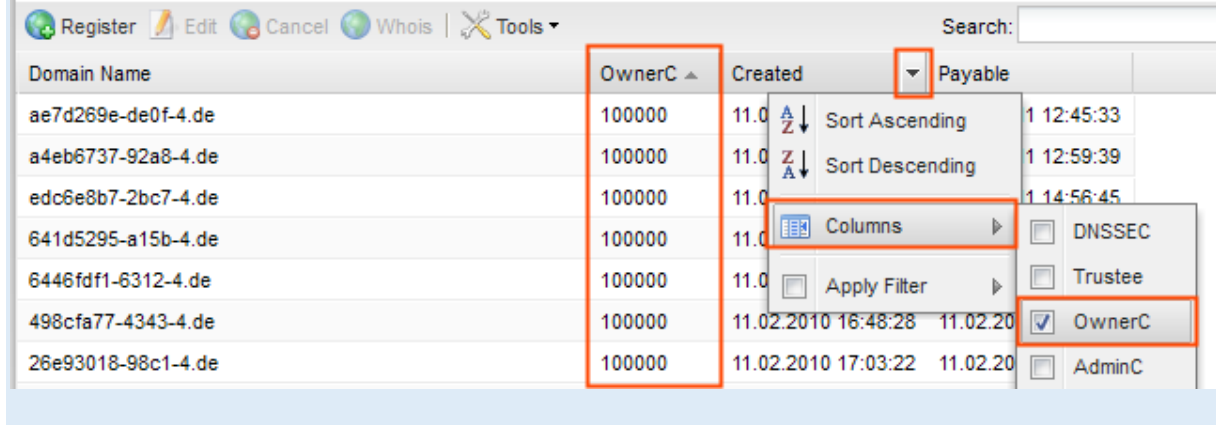 Register Edit Cancel Whois Tools Search:
Domain Name OwnerC Created Payable
ae7d269e-de0f-4.de 100000 11.0 Sort Ascending 1 12:45:33
a4eb6737-92a8-4.de 100000 11.0 Sort Descending 1 12:59:39
edc6e8b7-2bc7-4.de 100000 11.0 1 14:56:45
641d5295-a15b-4.de 100000 11.0 Columns DNSSEC
6446fdf1-6312-4.de 100000 11.0 Apply Filter Trustee
498cfa77-4343-4.de 100000 11.02.2010 16:48:28 11.02.20 OwnerC
26e93018-98c1-4.de 100000 11.02.2010 17:03:22 11.02.20 AdminC